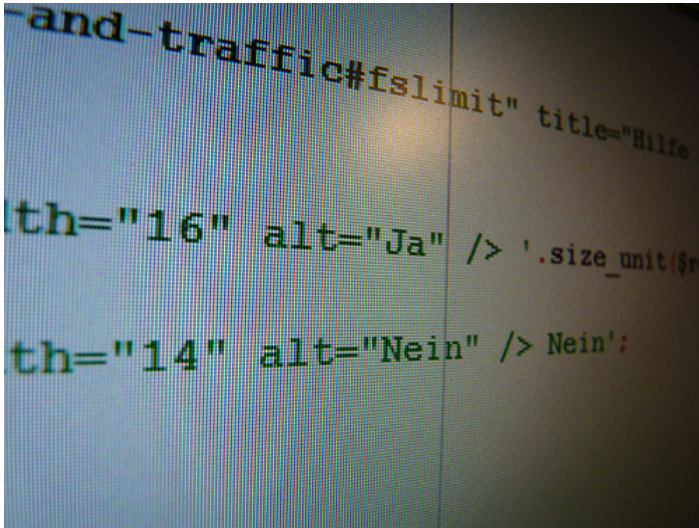 -and-traffic#fslimit" title="Hilfe
th="16" alt="Ja" /> '.size_unit($r
th="14" alt="Nein" /> Nein';